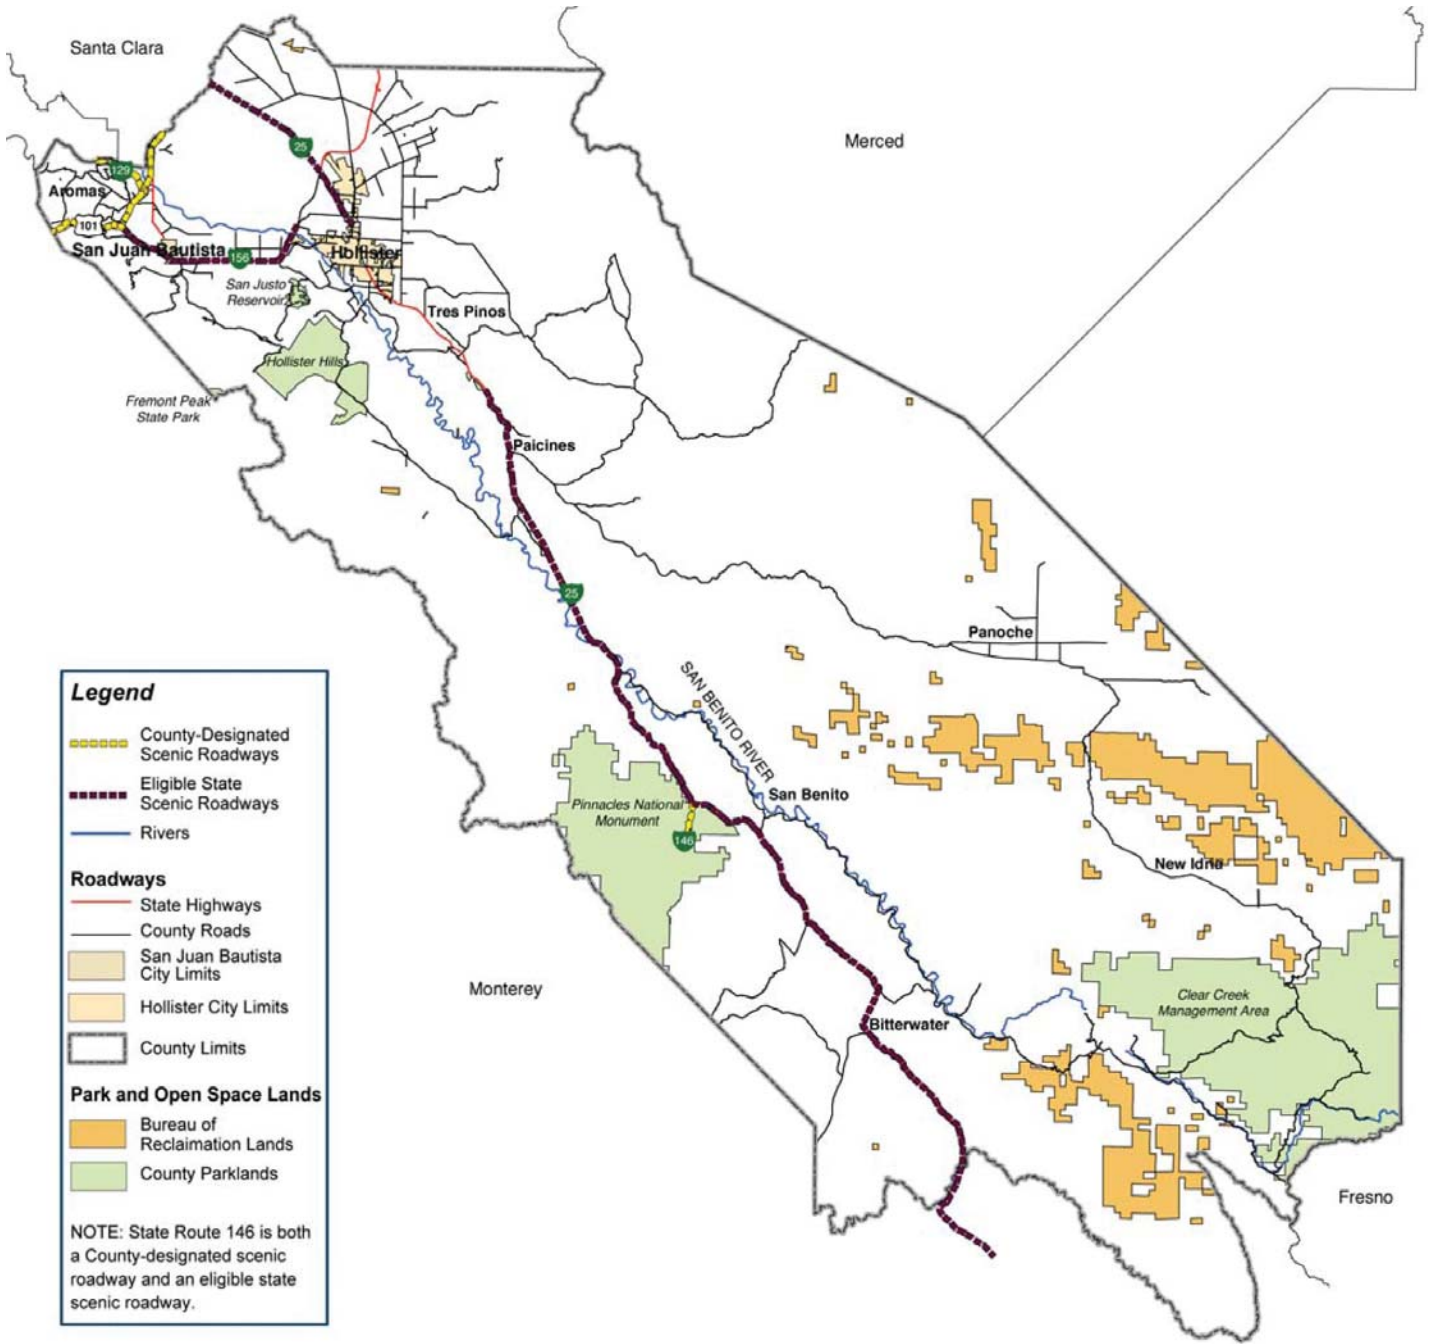 Santa Clara
Merced
25
129
Aromas
101
San Juan Bautista
156
Hollister
San Justo
Reservoir
Tres Pinos
Hollister Hills
Fremont Peak
State Park
Paicines
25
Panoche
SAN BENITO RIVER
San Benito
Pinnacles National
Monument
146
New Idria
Monterey
Clear Creek
Management Area
Bitterwater
Fresno
Legend
County-Designated
Scenic Roadways
Eligible State
Scenic Roadways
Rivers
Roadways
State Highways
County Roads
San Juan Bautista
City Limits
Hollister City Limits
County Limits
Park and Open Space Lands
Bureau of
Reclamation Lands
County Parklands
NOTE: State Route 146 is both
a County-designated scenic
roadway and an eligible state
scenic roadway.